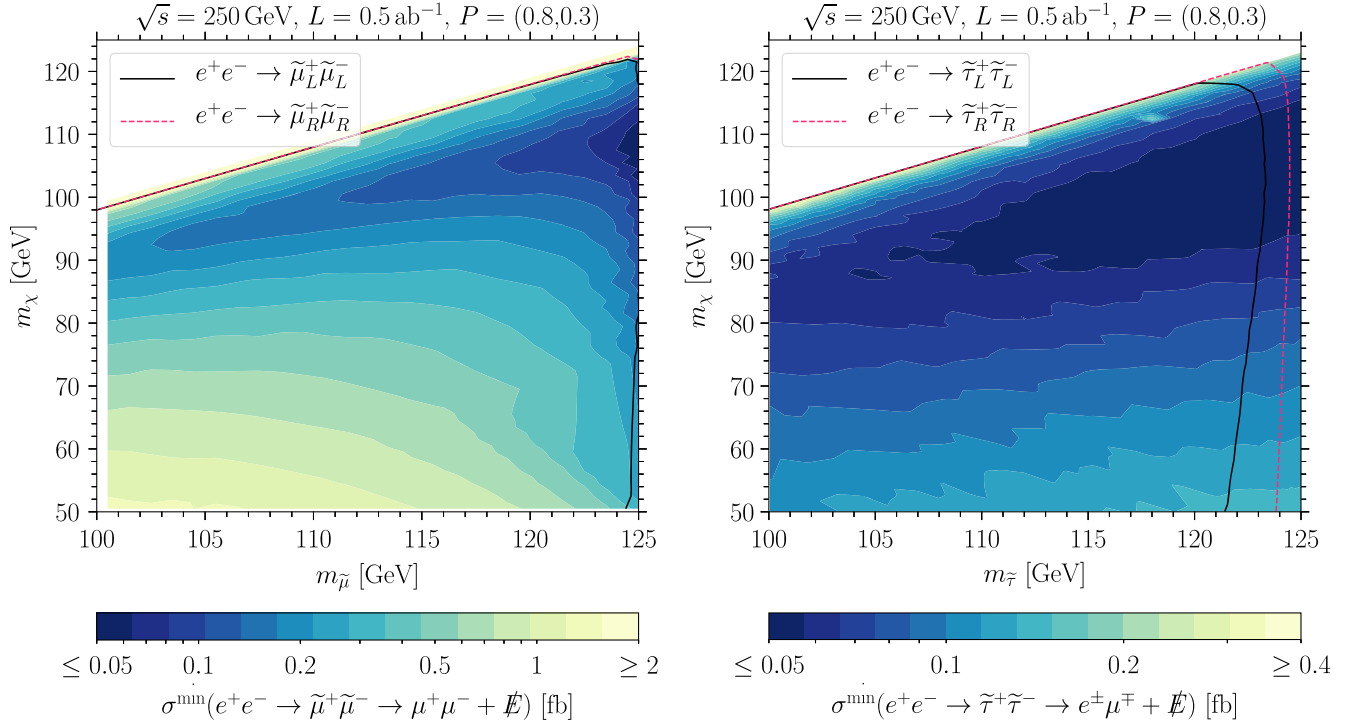 √s = 250 GeV, L = 0.5 ab⁻¹, P = (0.8,0.3)
e⁺e⁻ → μ̃⁺_L μ̃⁻_L
e⁺e⁻ → μ̃⁺_R μ̃⁻_R
120
110
100
90
80
70
60
50
m_χ [GeV]
100 105 110 115 120 125
m_μ̃ [GeV]
≤ 0.05 0.1 0.2 0.5 1 ≥ 2
σ^min(e⁺e⁻ → μ̃⁺μ̃⁻ → μ⁺μ⁻ + E̸) [fb]
√s = 250 GeV, L = 0.5 ab⁻¹, P = (0.8,0.3)
e⁺e⁻ → τ̃⁺_L τ̃⁻_L
e⁺e⁻ → τ̃⁺_R τ̃⁻_R
120
110
100
90
80
70
60
50
m_χ [GeV]
100 105 110 115 120 125
m_τ̃ [GeV]
≤ 0.05 0.1 0.2 ≥ 0.4
σ^min(e⁺e⁻ → τ̃⁺τ̃⁻ → e^±μ^∓ + E̸) [fb]